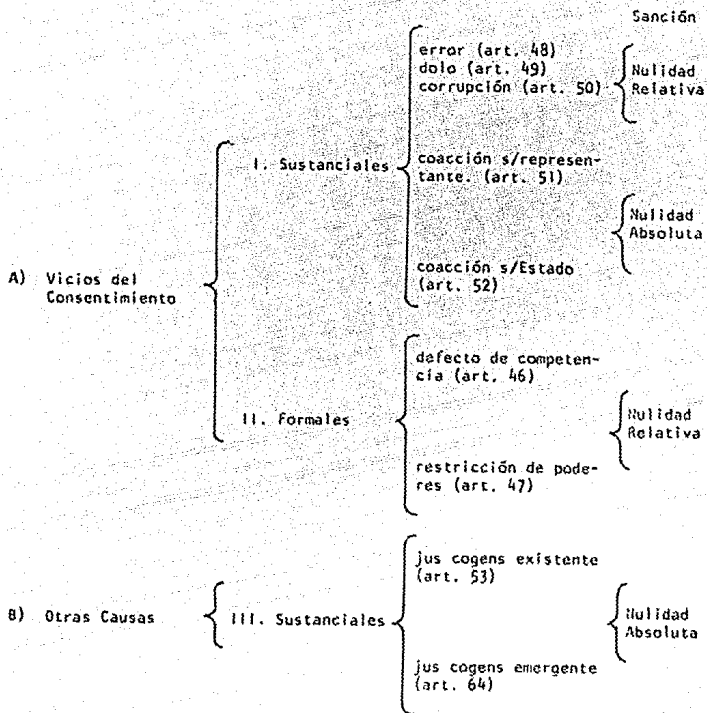 Sanción
error (art. 48)
dolo (art. 49)
corrupción (art. 50)
Nulidad
Relativa
I. Sustanciales
coacción s/represen-
tante. (art. 51)
Nulidad
Absoluta
coacción s/Estado
(art. 52)
A) Vicios del
Consentimiento
defecto de competen-
cia (art. 46)
II. Formales
Nulidad
Relativa
restricción de pode-
res (art. 47)
jus cogens existente
(art. 53)
B) Otras Causas
III. Sustanciales
Nulidad
Absoluta
jus cogens emergente
(art. 64)